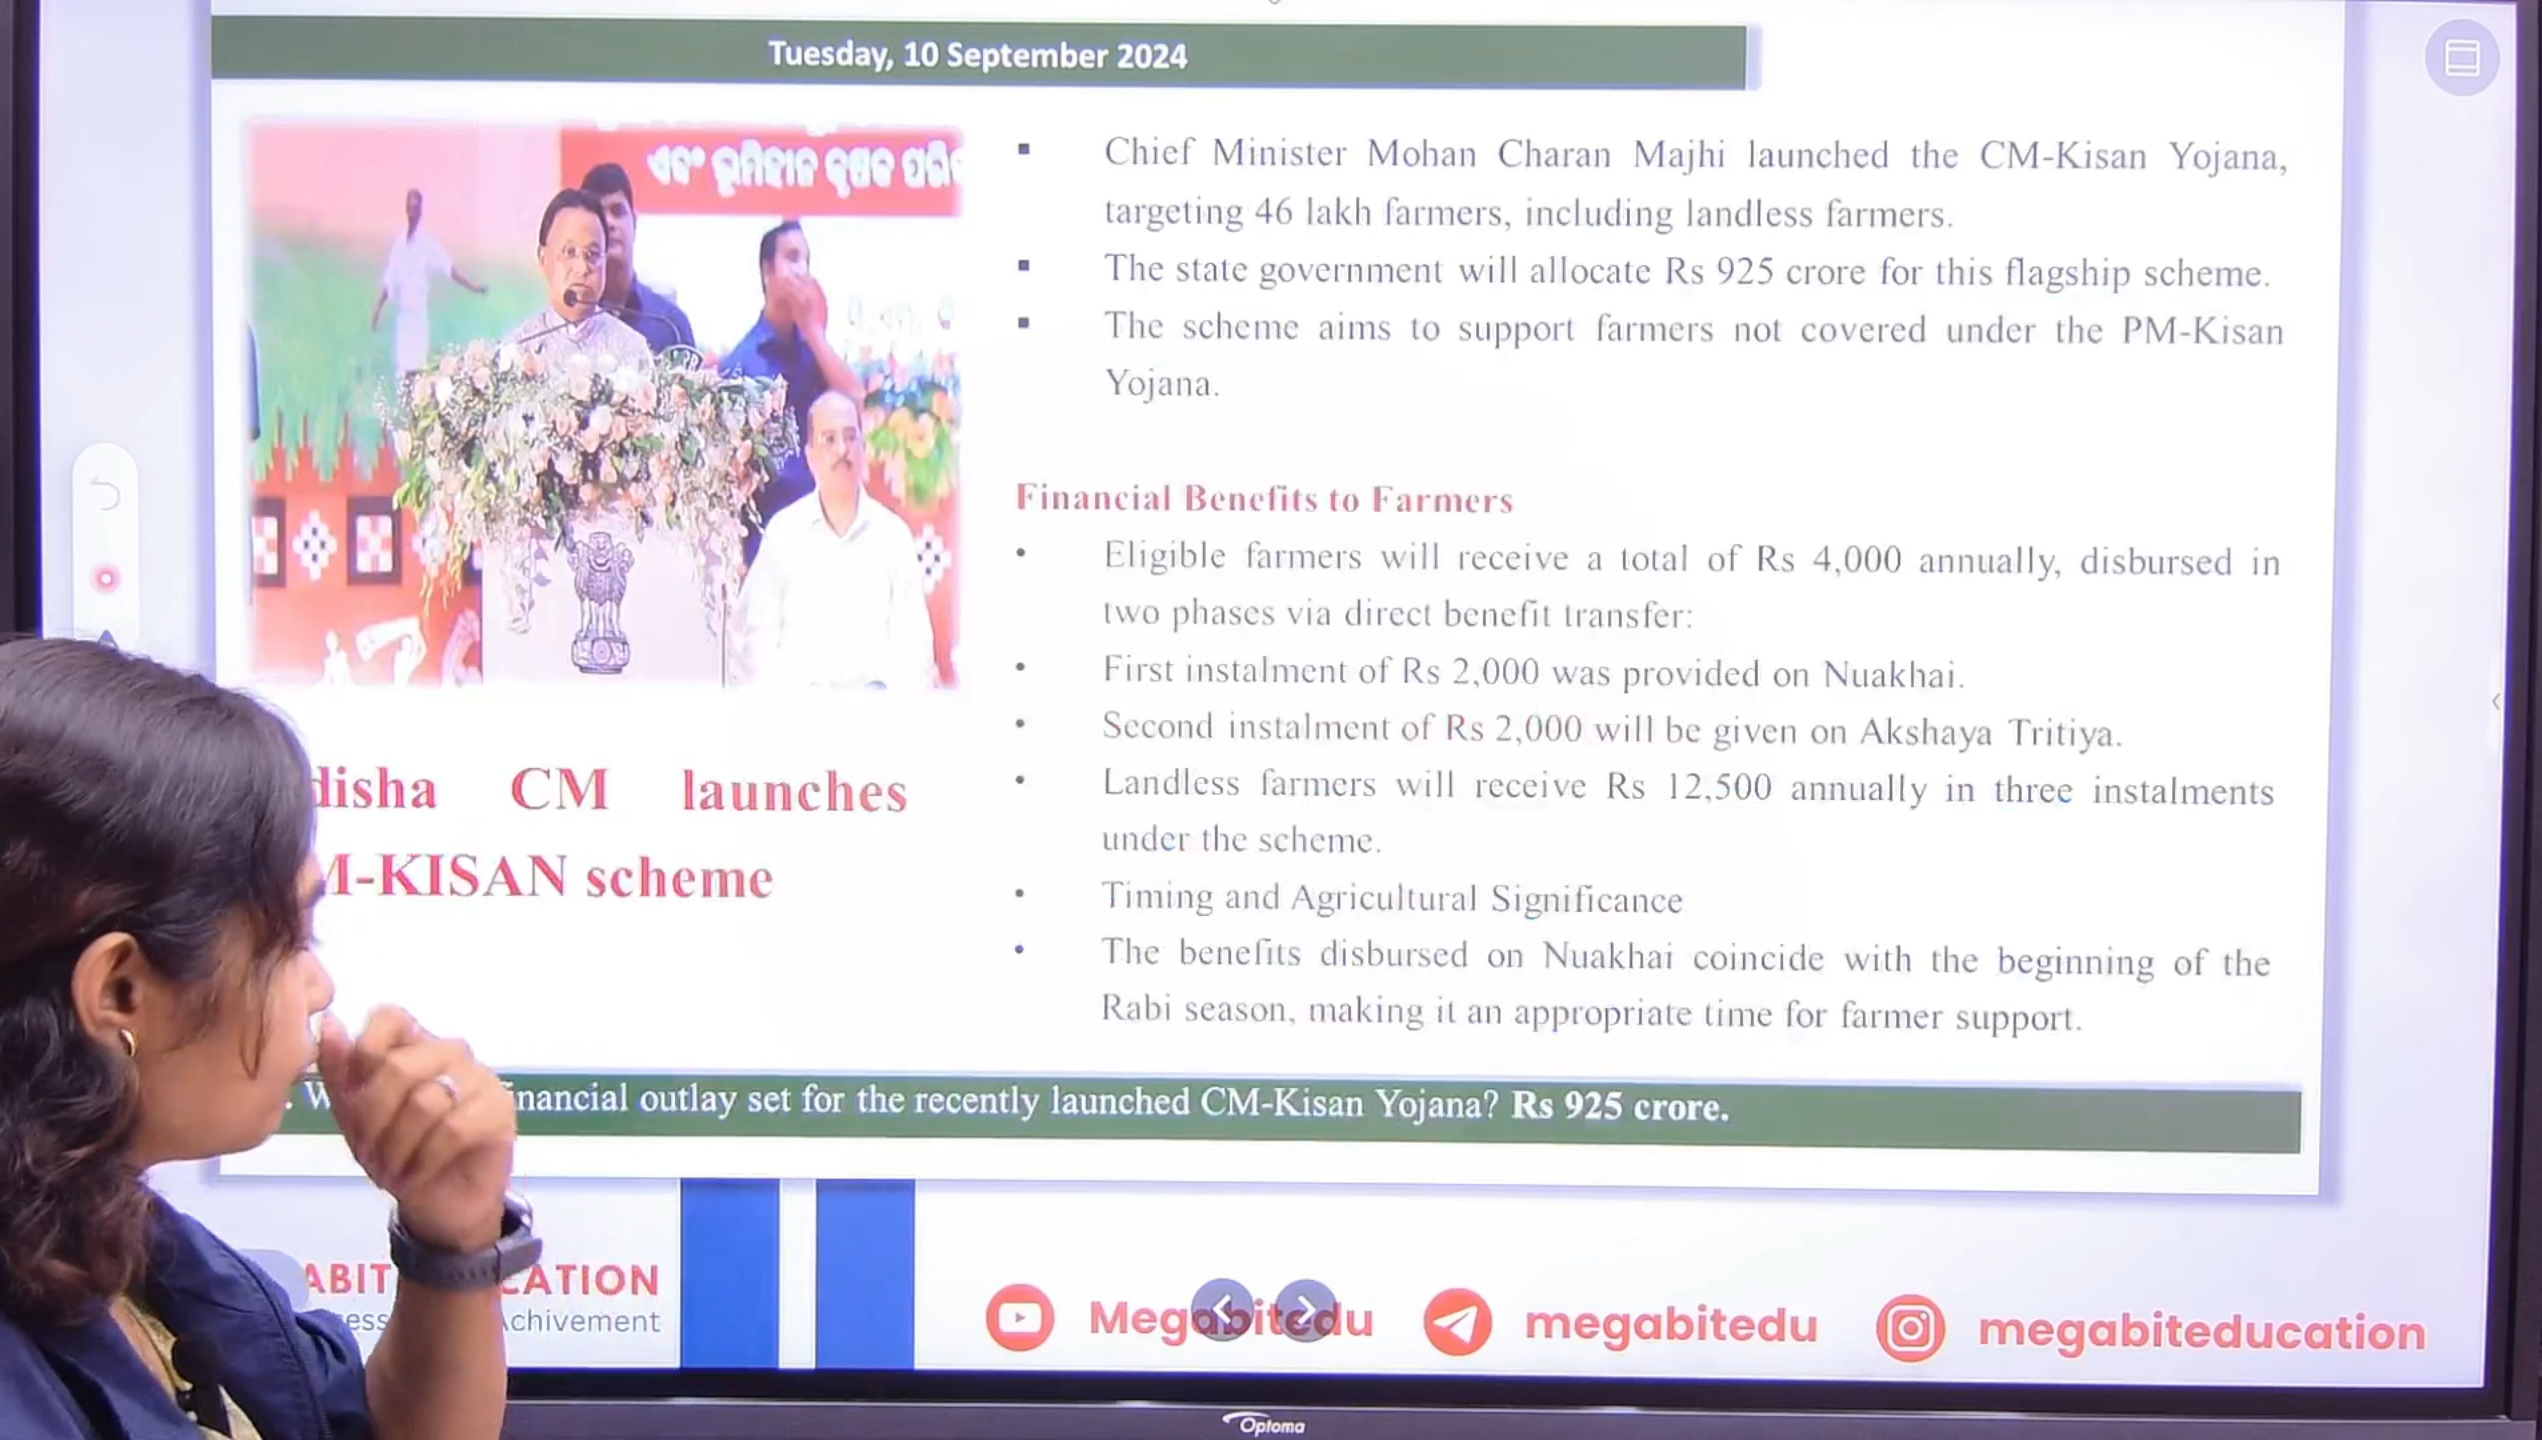 Tuesday, 10 September 2024
ଏବଂ ଭୂମିହୀନ କୃଷକ
Chief Minister Mohan Charan Majhi launched the CM-Kisan Yojana,
targeting 46 lakh farmers, including landless farmers.
The state government will allocate Rs 925 crore for this flagship scheme.
The scheme aims to support farmers not covered under the PM-Kisan
Yojana.
Financial Benefits to Farmers
Eligible farmers will receive a total of Rs 4,000 annually, disbursed in
two phases via direct benefit transfer:
First instalment of Rs 2,000 was provided on Nuakhai.
Second instalment of Rs 2,000 will be given on Akshaya Tritiya.
Landless farmers will receive Rs 12,500 annually in three instalments
under the scheme.
Timing and Agricultural Significance
The benefits disbursed on Nuakhai coincide with the beginning of the
Rabi season, making it an appropriate time for farmer support.
disha CM launches
M-KISAN scheme
inancial outlay set for the recently launched CM-Kisan Yojana? Rs 925 crore.
ABIT CATION
ess chivement
Megabitedu
megabitedu
megabiteducation
Optoma